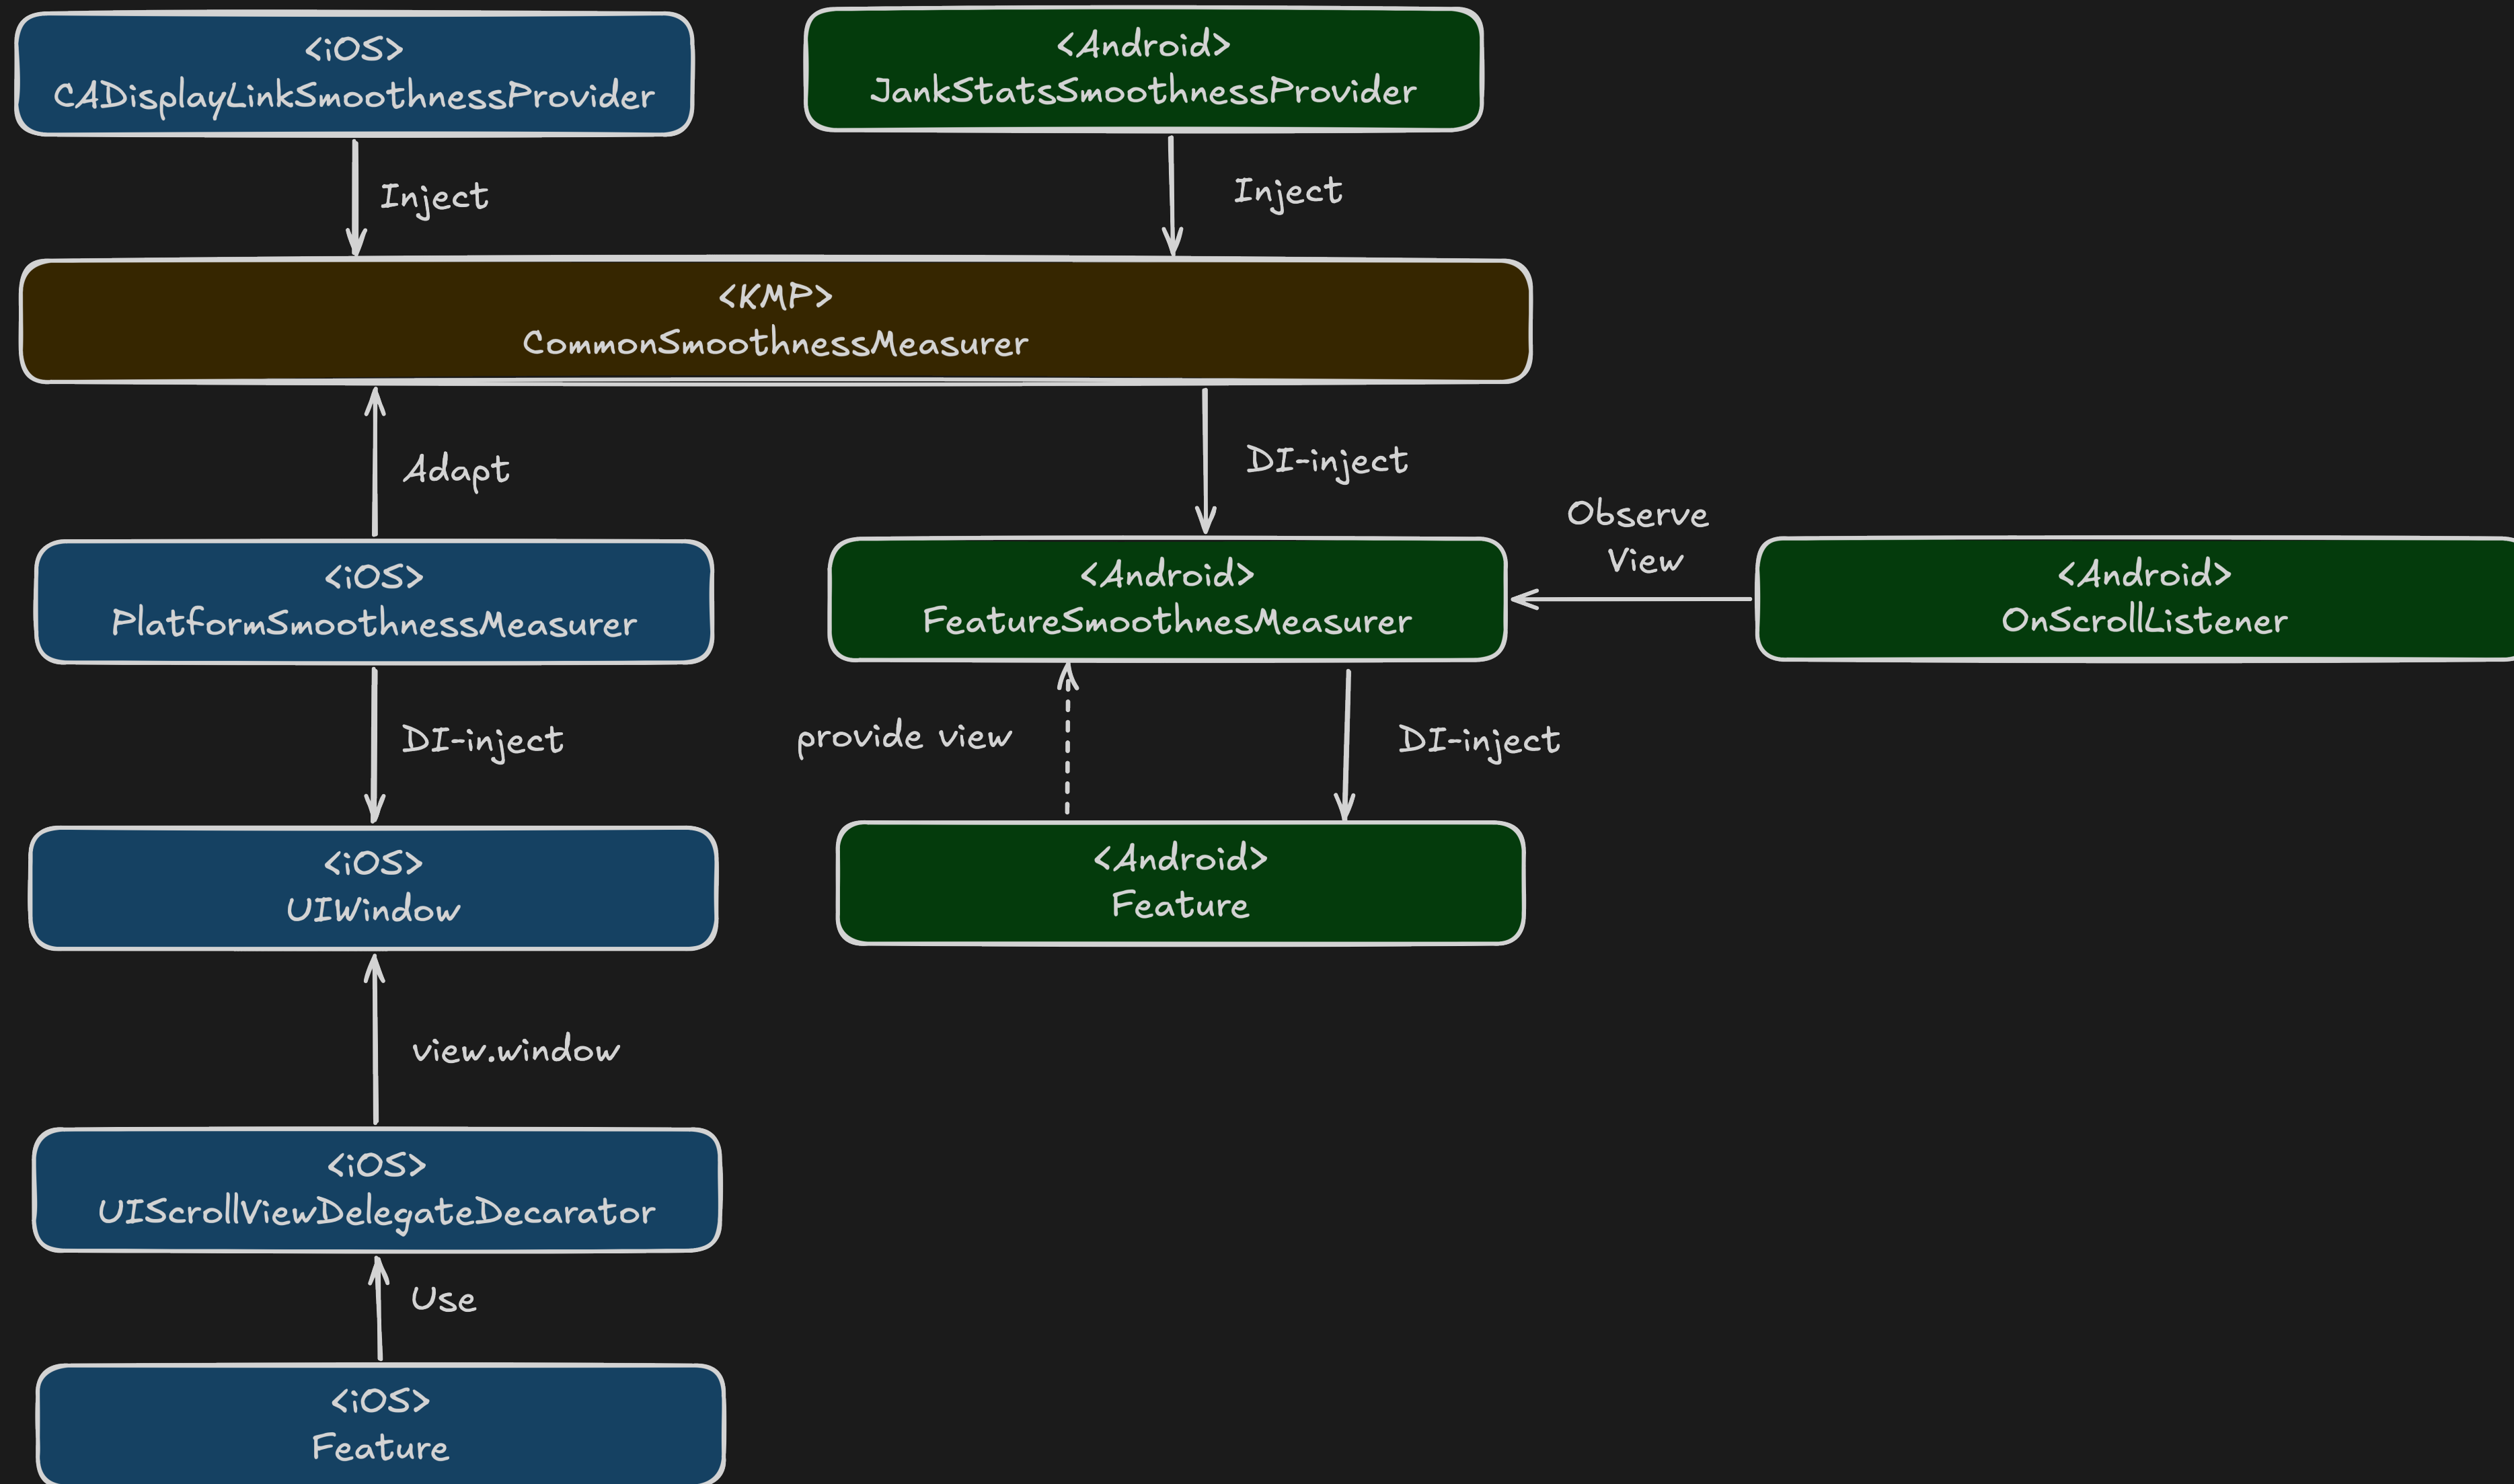 <iOS>
CADisplayLinkSmoothnessProvider
<Android>
JankStatsSmoothnessProvider
Inject
Inject
<KMP>
CommonSmoothnessMeasurer
Adapt
DI-inject
Observe
View
<iOS>
PlatformSmoothnessMeasurer
<Android>
FeatureSmoothnesMeasurer
<Android>
OnScrollListener
DI-inject
provide view
DI-inject
<iOS>
UIWindow
<Android>
Feature
view.window
<iOS>
UIScrollViewDelegateDecarator
Use
<iOS>
Feature